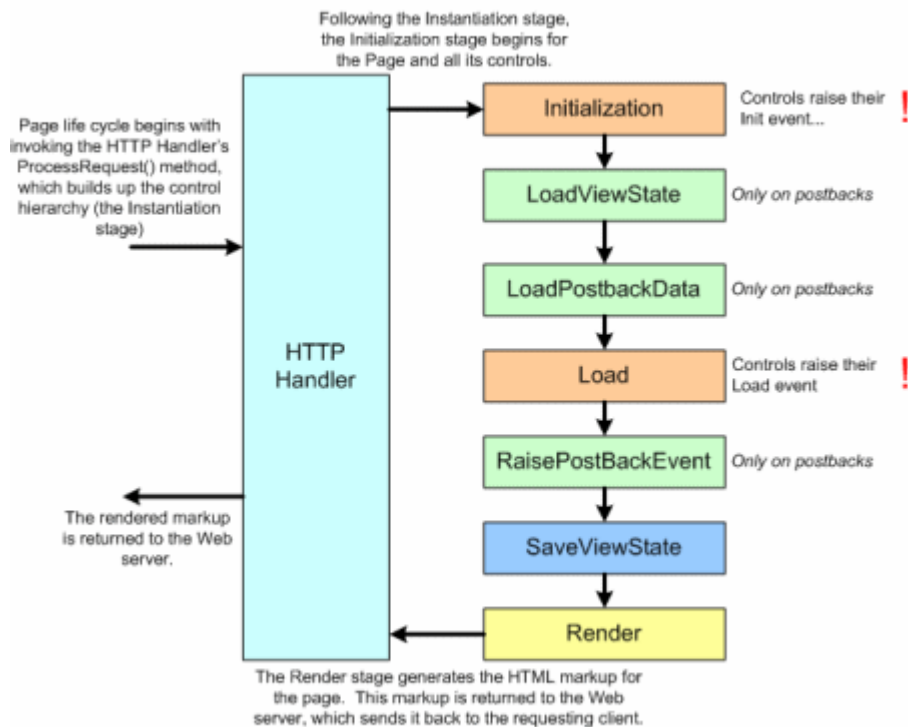 Following the Instantiation stage,
the Initialization stage begins for
the Page and all its controls.
Page life cycle begins with
invoking the HTTP Handler's
ProcessRequest() method,
which builds up the control
hierarchy (the Instantiation
stage)
HTTP
Handler
Initialization
Controls raise their
Init event...
!
LoadViewState
Only on postbacks
LoadPostbackData
Only on postbacks
Load
Controls raise their
Load event
!
RaisePostBackEvent
Only on postbacks
SaveViewState
Render
The rendered markup
is returned to the Web
server.
The Render stage generates the HTML markup for
the page. This markup is returned to the Web
server, which sends it back to the requesting client.